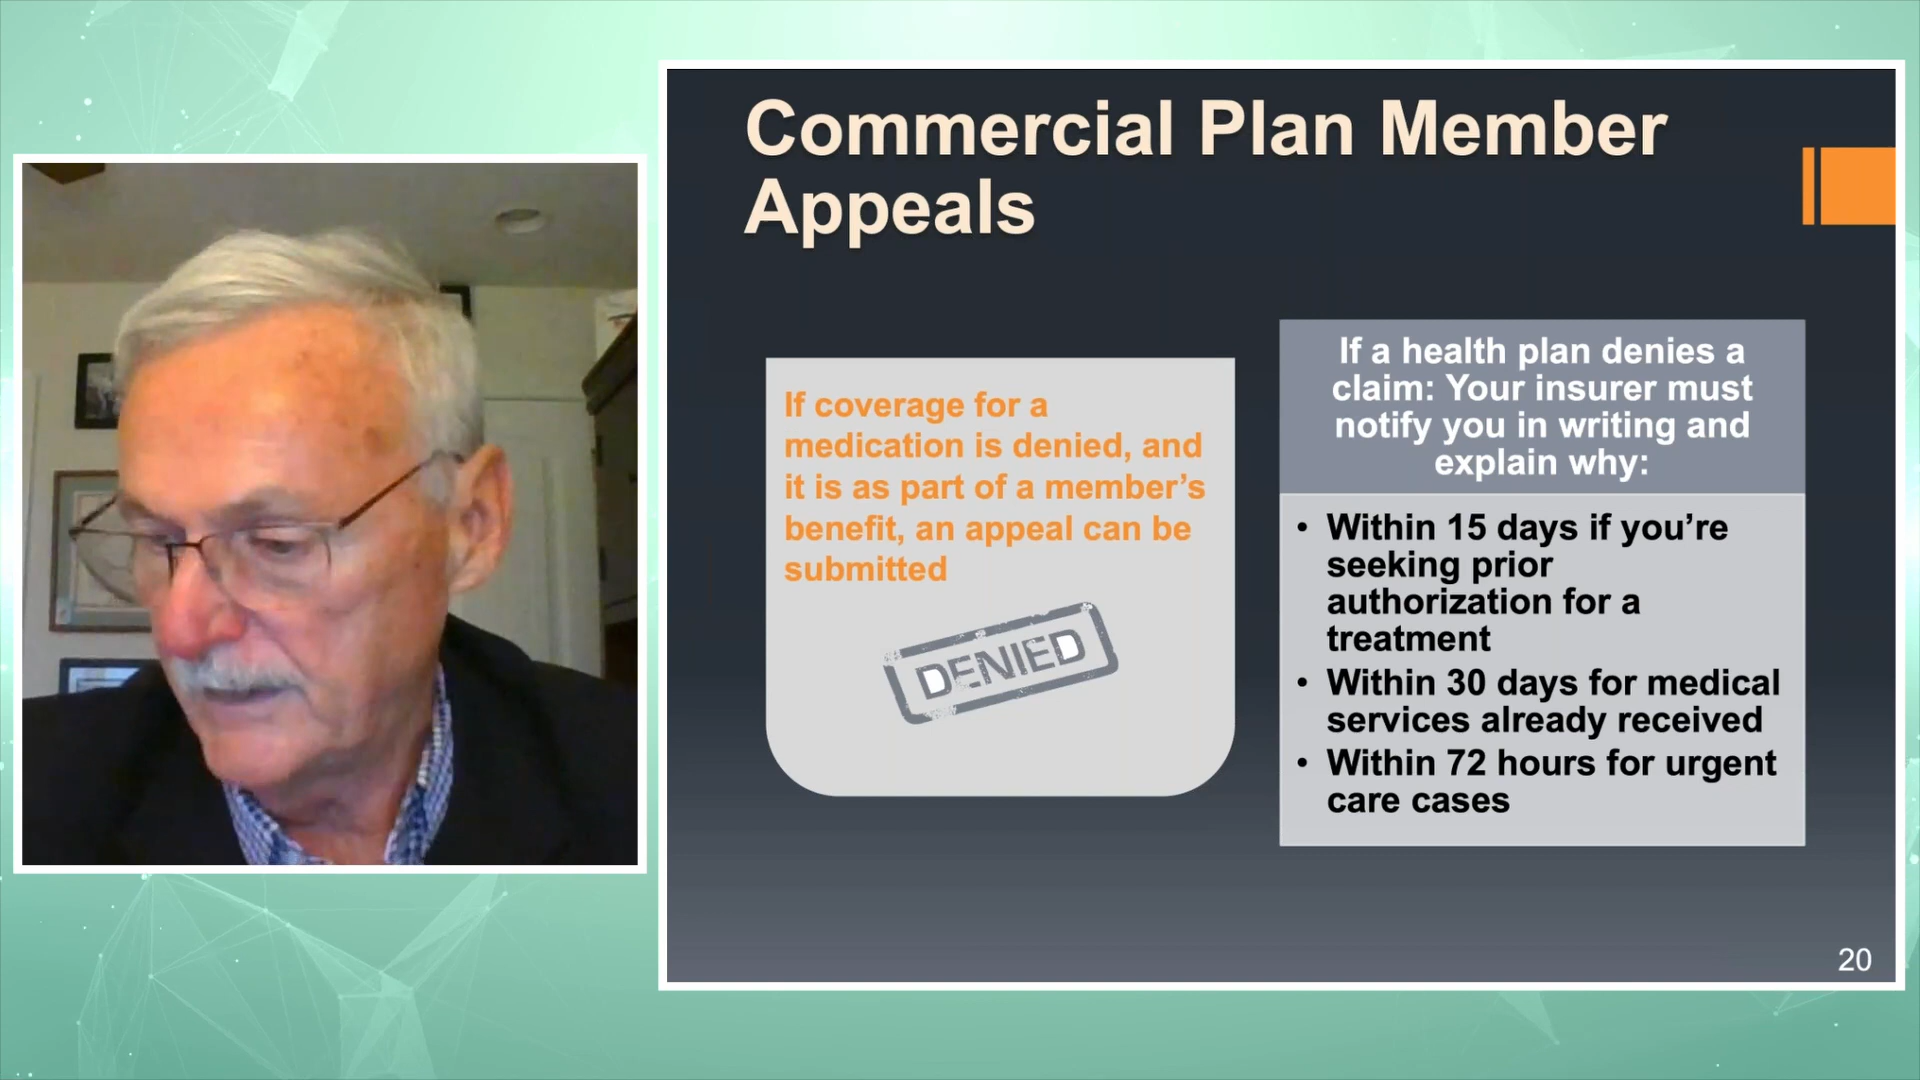 Commercial Plan Member
Appeals
If coverage for a
medication is denied, and
it is as part of a member’s
benefit, an appeal can be
submitted
DENIED
If a health plan denies a
claim: Your insurer must
notify you in writing and
explain why:
• Within 15 days if you’re
seeking prior
authorization for a
treatment
• Within 30 days for medical
services already received
• Within 72 hours for urgent
care cases
20